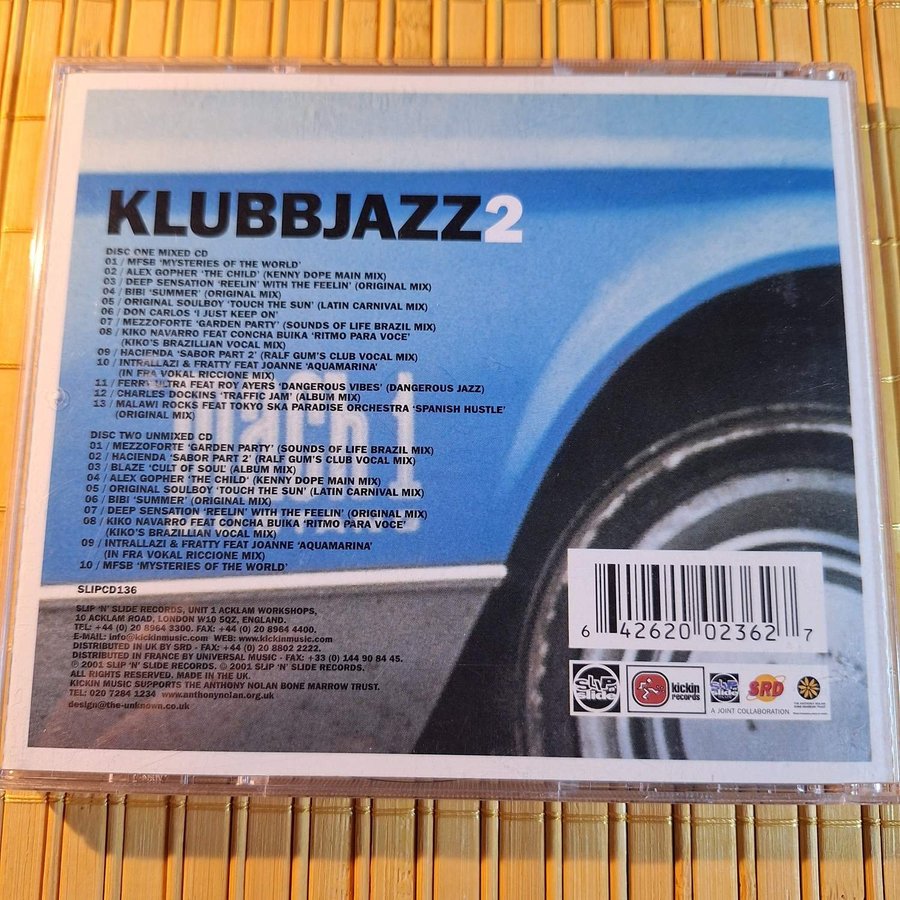 KLUBBJAZZ2
DISC ONE MIXED CD
01 / MFSB ‘MYSTERIES OF THE WORLD’
02 / ALEX GOPHER ‘THE CHILD’ (KENNY DOPE MAIN MIX)
03 / DEEP SENSATION ‘REELIN’ WITH THE FEELIN’ (ORIGINAL MIX)
04 / BIBI ‘SUMMER’ (ORIGINAL MIX)
05 / ORIGINAL SOULBOY ‘TOUCH THE SUN’ (LATIN CARNIVAL MIX)
06 / DON CARLOS ‘I JUST KEEP ON’
07 / MEZZOFORTE ‘GARDEN PARTY’ (SOUNDS OF LIFE BRAZIL MIX)
08 / KIKO NAVARRO FEAT CONCHA BUIKA ‘RITMO PARA VOCE’
(KIKO’S BRAZILLIAN VOCAL MIX)
09 / HACIENDA ‘SABOR PART 2’ (RALF GUM’S CLUB VOCAL MIX)
10 / INTRALLAZI & FRATTY FEAT JOANNE ‘AQUAMARINA’
(IN FRA VOKAL RICCIONE MIX)
11 / FERRY ULTRA FEAT ROY AYERS ‘DANGEROUS VIBES’ (DANGEROUS JAZZ)
12 / CHARLES DOCKINS ‘TRAFFIC JAM’ (ALBUM MIX)
13 / MALAWI ROCKS FEAT TOKYO SKA PARADISE ORCHESTRA ‘SPANISH HUSTLE’
(ORIGINAL MIX)
mach 1
DISC TWO UNMIXED CD
01 / MEZZOFORTE ‘GARDEN PARTY’ (SOUNDS OF LIFE BRAZIL MIX)
02 / HACIENDA ‘SABOR PART 2’ (RALF GUM’S CLUB VOCAL MIX)
03 / BLAZE ‘CULT OF SOUL’ (ALBUM MIX)
04 / ALEX GOPHER ‘THE CHILD‘ (KENNY DOPE MAIN MIX)
05 / ORIGINAL SOULBOY ‘TOUCH THE SUN’ (LATIN CARNIVAL MIX)
06 / BIBI ‘SUMMER’ (ORIGINAL MIX)
07 / DEEP SENSATION ‘REELIN’ WITH THE FEELIN’ (ORIGINAL MIX)
08 / KIKO NAVARRO FEAT CONCHA BUIKA ‘RITMO PARA VOCE’
(KIKO’S BRAZILLIAN VOCAL MIX)
09 / INTRALLAZI & FRATTY FEAT JOANNE ‘AQUAMARINA’
(IN FRA VOKAL RICCIONE MIX)
10 / MFSB ‘MYSTERIES OF THE WORLD’
SLIPCD136
SLIP ‘N’ SLIDE RECORDS, UNIT 1 ACKLAM WORKSHOPS,
10 ACKLAM ROAD, LONDON W10 5QZ, ENGLAND.
TEL: +44 (0) 20 8964 3300. FAX: +44 (0) 20 8964 4400.
E-MAIL: info@kickinmusic.com WEB: www.kickinmusic.com
DISTRIBUTED IN UK BY SRD - FAX: +44 (0) 20 8802 2222.
DISTRIBUTED IN FRANCE BY UNIVERSAL MUSIC - FAX: +33 (0) 144 90 84 45.
℗ 2001 SLIP ‘N’ SLIDE RECORDS. © 2001 SLIP ‘N’ SLIDE RECORDS.
ALL RIGHTS RESERVED. MADE IN THE UK.
KICKIN MUSIC SUPPORTS THE ANTHONY NOLAN BONE MARROW TRUST.
TEL: 020 7284 1234 www.anthonynolan.org.uk
design@the-unknown.co.uk
6 42620 02362 7
SLIP N SLIDE
kickin records
SLIP N SLIDE
SRD
A JOINT COLLABORATION